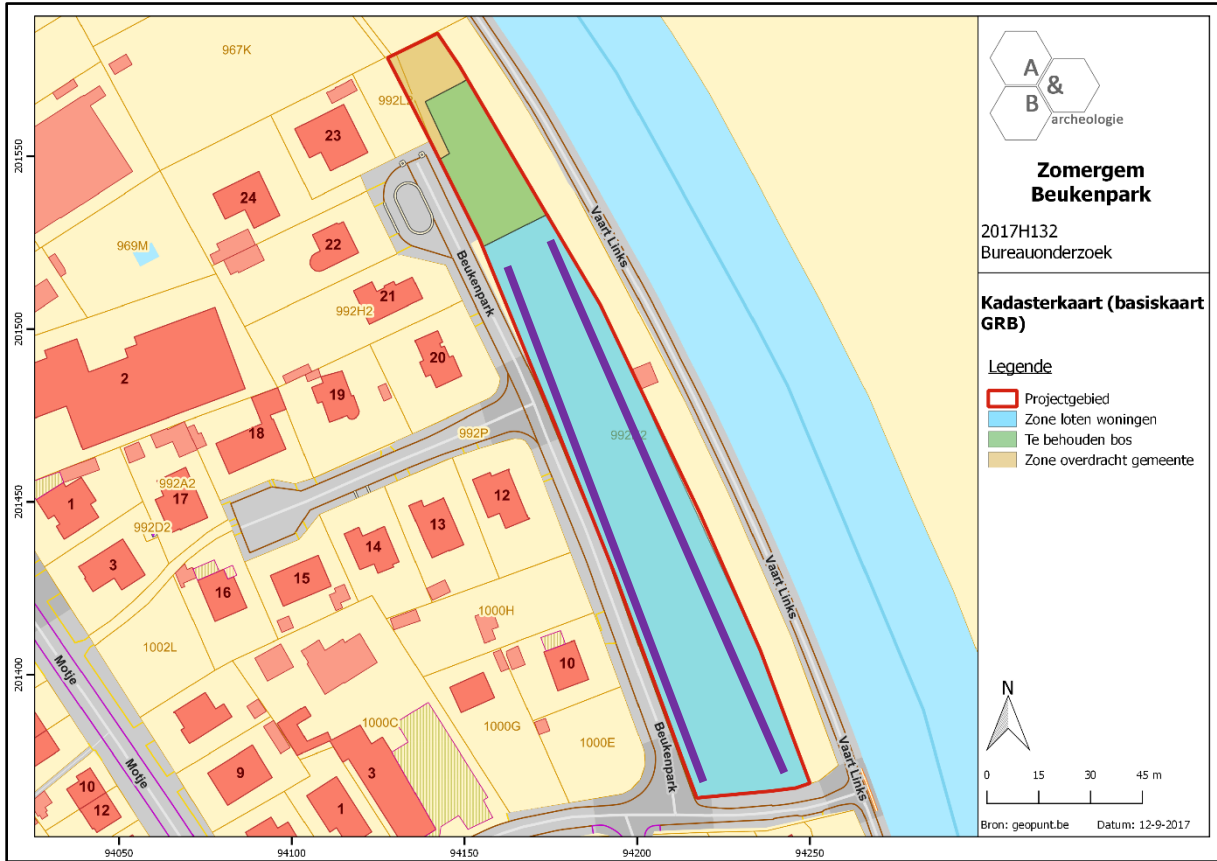 967K
992L2
23
24
22
969M
21
992H2
20
19
2
18
992P
Beukenpark
Vaart Links
1
992A2
17
992D2
3
16
15
14
13
12
1002L
1000H
10
1000G
1000E
1000C
9
3
1
10
12
Motje
Motje
Beukenpark
Vaart Links
Vaart Links
201550
201500
201450
201400
94050
94100
94150
94200
94250
A
&
B
archeologie
Zomergem
Beukenpark
2017H132
Bureauonderzoek
Kadasterkaart (basiskaart
GRB)
Legende
Projectgebied
Zone loten woningen
Te behouden bos
Zone overdracht gemeente
N
0 15 30 45 m
Bron: geopunt.be Datum: 12-9-2017